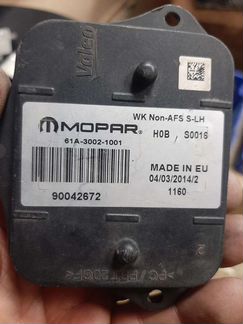 Valeo
WK Non-AFS S-LH
MOPAR
H0B , S0016
61A-3002-1001
MADE IN EU
04/03/2014/2
90042672
1160